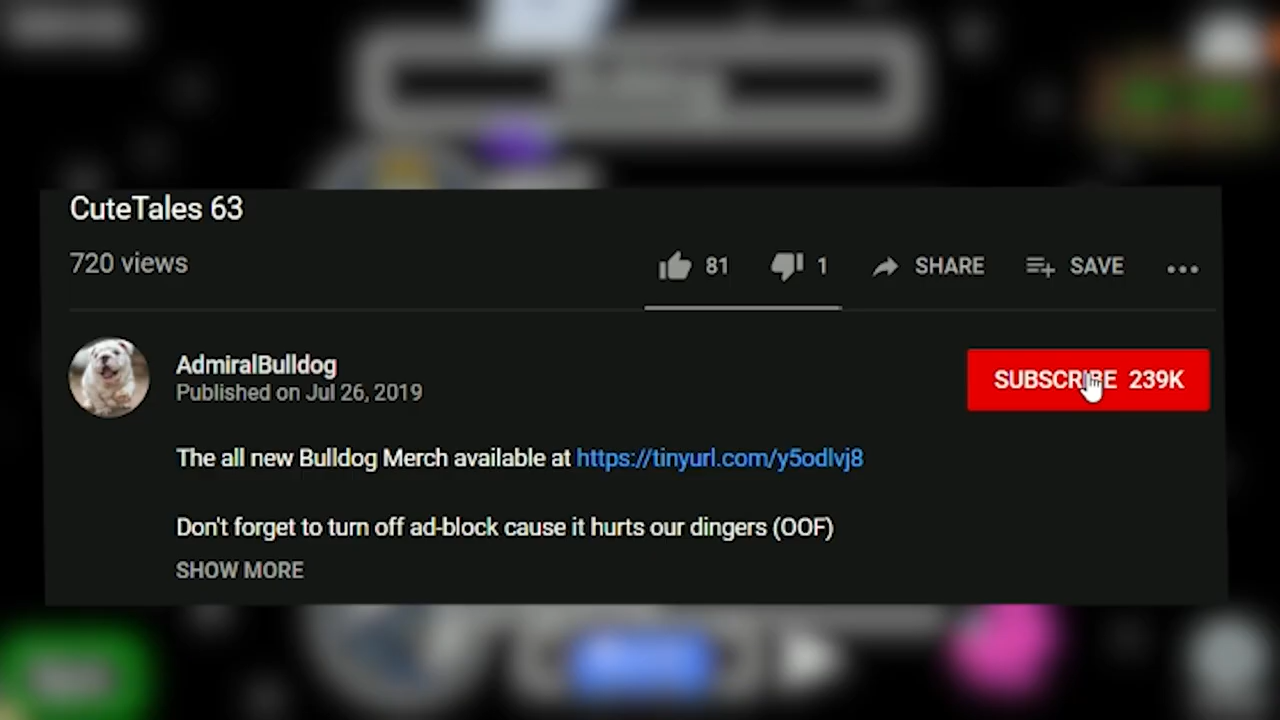 CuteTales 63
720 views
81
1
SHARE
SAVE
AdmiralBulldog
Published on Jul 26, 2019
SUBSCRIBE 239K
The all new Bulldog Merch available at https://tinyurl.com/y5odlvj8
Don't forget to turn off ad-block cause it hurts our dingers (OOF)
SHOW MORE